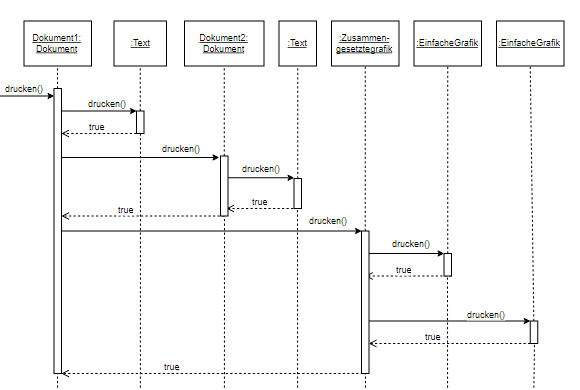 Dokument1:
Dokument
:Text
Dokument2:
Dokument
:Text
:Zusammen-
gesetztegrafik
:EinfacheGrafik
:EinfacheGrafik
drucken()
drucken()
true
drucken()
drucken()
true
true
drucken()
drucken()
true
drucken()
true
true